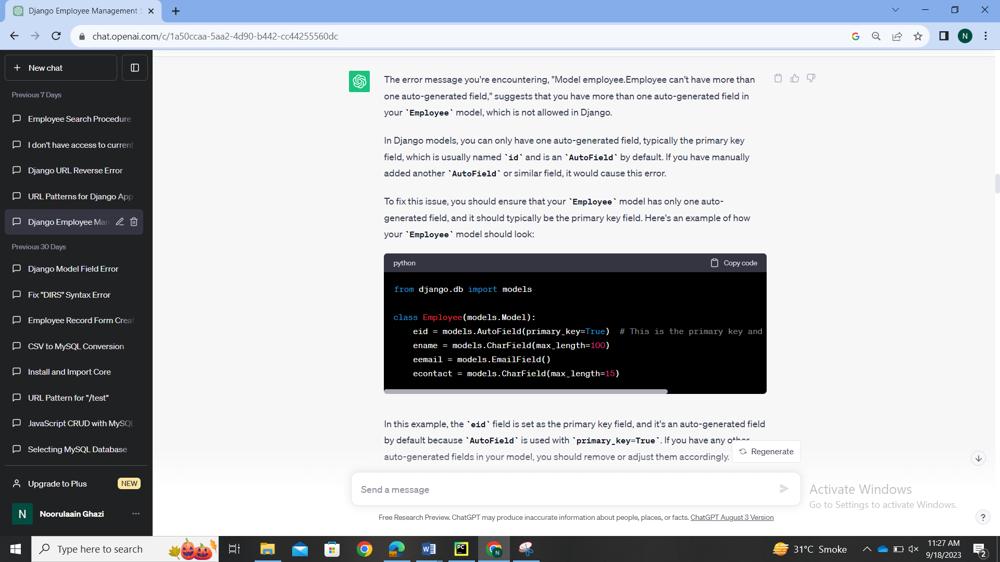 Django Employee Management S
chat.openai.com/c/1a50ccaa-5aa2-4d90-b442-cc44255560dc
N
New chat
Previous 7 Days
Employee Search Procedure
I don't have access to current
Django URL Reverse Error
URL Patterns for Django App
Django Employee Man
Previous 30 Days
Django Model Field Error
Fix "DIRS" Syntax Error
Employee Record Form Creat
CSV to MySQL Conversion
Install and Import Core
URL Pattern for "/test"
JavaScript CRUD with MySQL
Selecting MySQL Database
Upgrade to Plus NEW
N Noorulaain Ghazi
The error message you're encountering, "Model employee.Employee can't have more than
one auto-generated field," suggests that you have more than one auto-generated field in
your `Employee` model, which is not allowed in Django.
In Django models, you can only have one auto-generated field, typically the primary key
field, which is usually named `id` and is an `AutoField` by default. If you have manually
added another `AutoField` or similar field, it would cause this error.
To fix this issue, you should ensure that your `Employee` model has only one auto-
generated field, and it should typically be the primary key field. Here's an example of how
your `Employee` model should look:
python Copy code
from django.db import models
class Employee(models.Model):
eid = models.AutoField(primary_key=True) # This is the primary key and
ename = models.CharField(max_length=100)
eemail = models.EmailField()
econtact = models.CharField(max_length=15)
In this example, the `eid` field is set as the primary key field, and it's an auto-generated field
by default because `AutoField` is used with `primary_key=True`. If you have any other
auto-generated fields in your model, you should remove or adjust them accordingly.
Regenerate
Send a message
Free Research Preview. ChatGPT may produce inaccurate information about people, places, or facts. ChatGPT August 3 Version
Activate Windows
Go to Settings to activate Windows.
?
Type here to search
W
PC
N
31°C Smoke
11:27 AM
9/18/2023
2